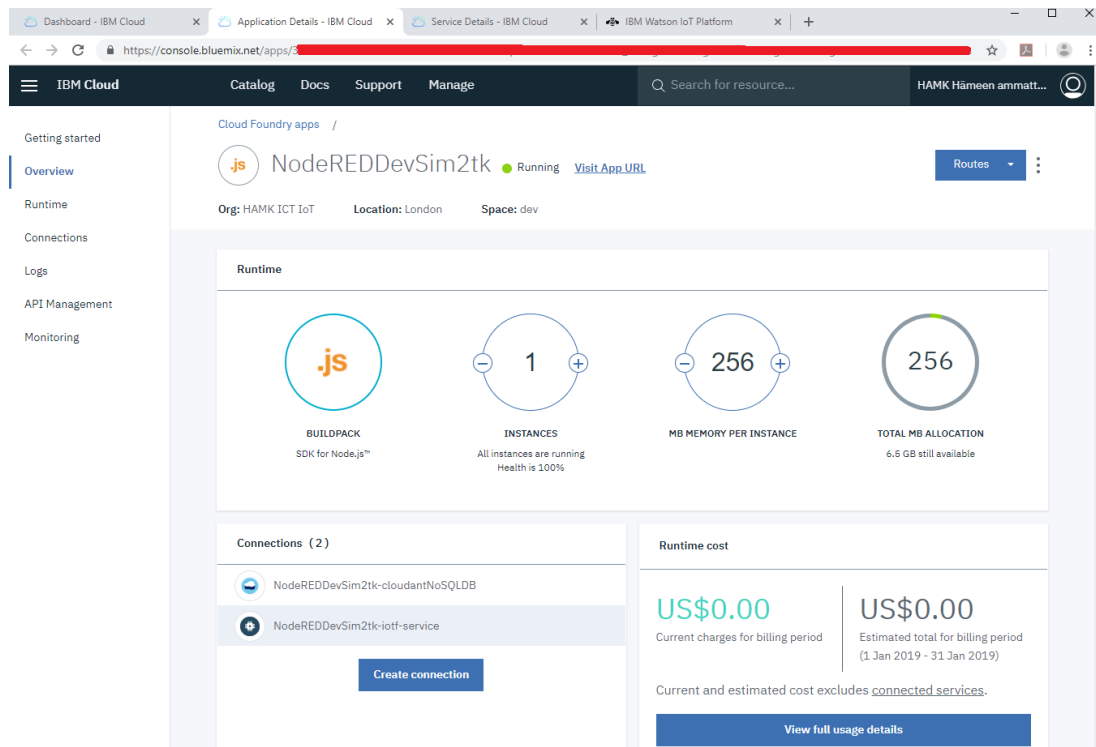 Dashboard - IBM Cloud
Application Details - IBM Cloud
Service Details - IBM Cloud
IBM Watson IoT Platform
https://console.bluemix.net/apps/3
IBM Cloud
Catalog
Docs
Support
Manage
Search for resource...
HAMK Hämeen ammatt...
Getting started
Overview
Runtime
Connections
Logs
API Management
Monitoring
Cloud Foundry apps /
.js
NodeREDDevSim2tk
Running
Visit App URL
Routes
Org: HAMK ICT IoT
Location: London
Space: dev
Runtime
.js
BUILDPACK
SDK for Node.js™
1
INSTANCES
All instances are running
Health is 100%
256
MB MEMORY PER INSTANCE
256
TOTAL MB ALLOCATION
6.5 GB still available
Connections (2)
NodeREDDevSim2tk-cloudantNoSQLDB
NodeREDDevSim2tk-iotf-service
Create connection
Runtime cost
US$0.00
Current charges for billing period
US$0.00
Estimated total for billing period
(1 Jan 2019 - 31 Jan 2019)
Current and estimated cost excludes connected services.
View full usage details